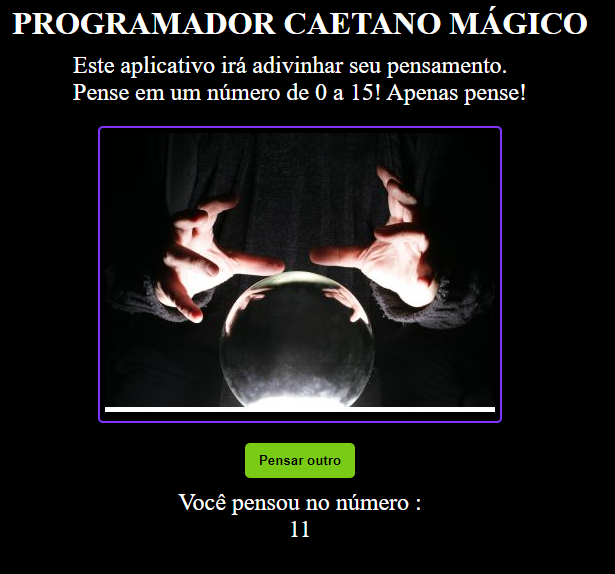 PROGRAMADOR CAETANO MÁGICO
Este aplicativo irá adivinhar seu pensamento.
Pense em um número de 0 a 15! Apenas pense!
Pensar outro
Você pensou no número :
11